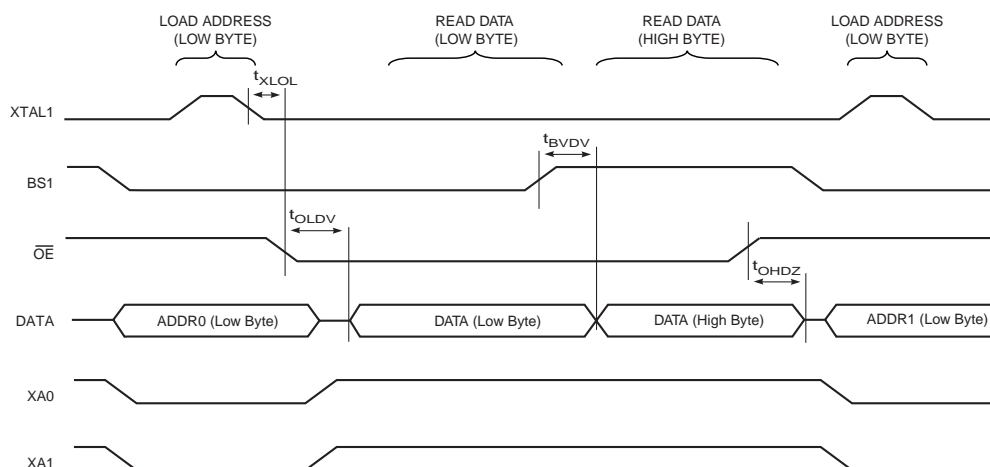 LOAD ADDRESS
(LOW BYTE)
READ DATA
(LOW BYTE)
READ DATA
(HIGH BYTE)
LOAD ADDRESS
(LOW BYTE)
tXLOL
XTAL1
tBVDV
BS1
tOLDV
OE
tOHDZ
DATA
ADDR0 (Low Byte)
DATA (Low Byte)
DATA (High Byte)
ADDR1 (Low Byte)
XA0
XA1